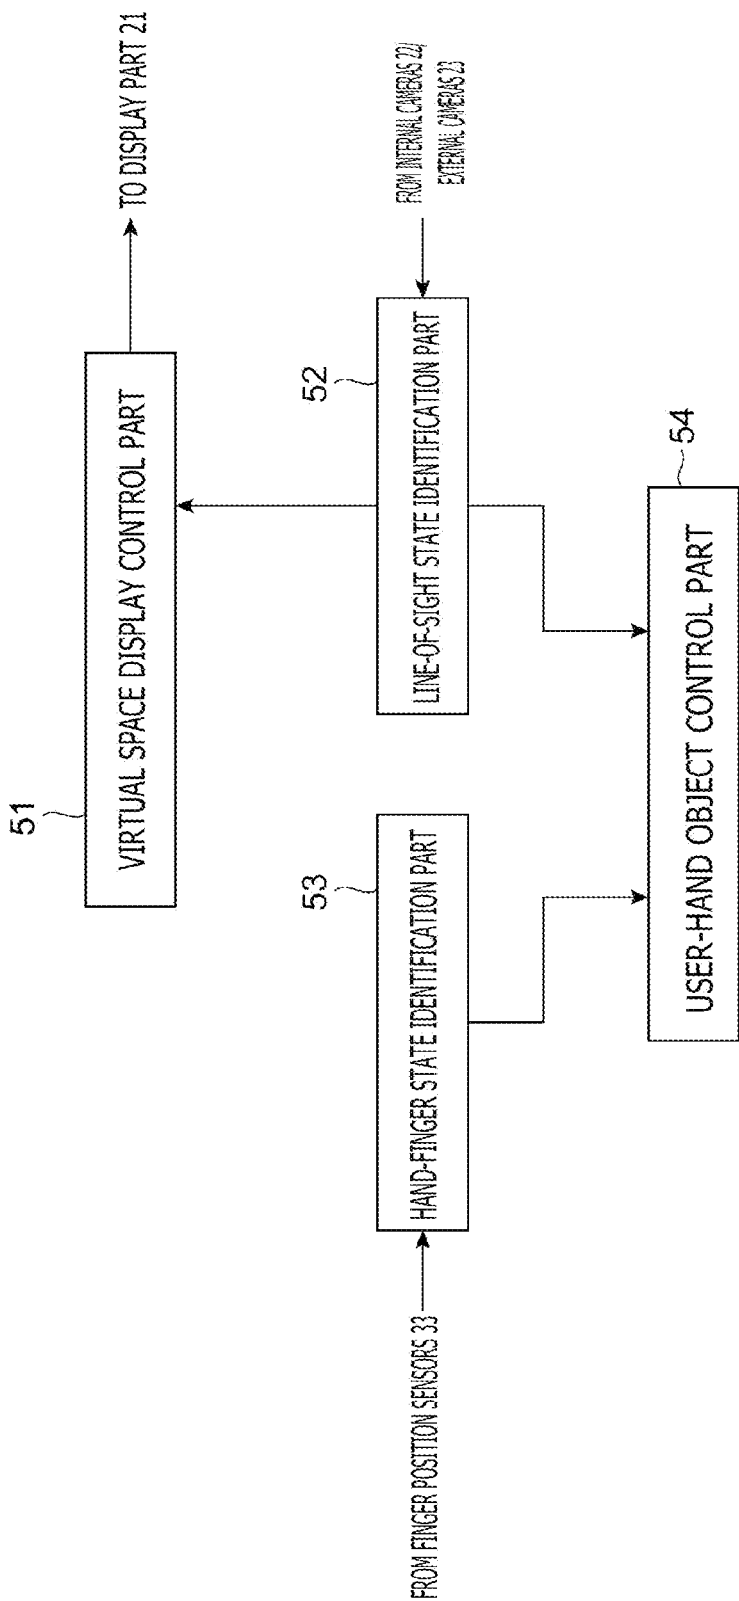 51
VIRTUAL SPACE DISPLAY CONTROL PART
TO DISPLAY PART 21
53
52
FROM FINGER POSITION SENSORS 33
HAND-FINGER STATE IDENTIFICATION PART
LINE-OF-SIGHT STATE IDENTIFICATION PART
FROM INTERNAL CAMERAS 22/
EXTERNAL CAMERAS 23
54
USER-HAND OBJECT CONTROL PART